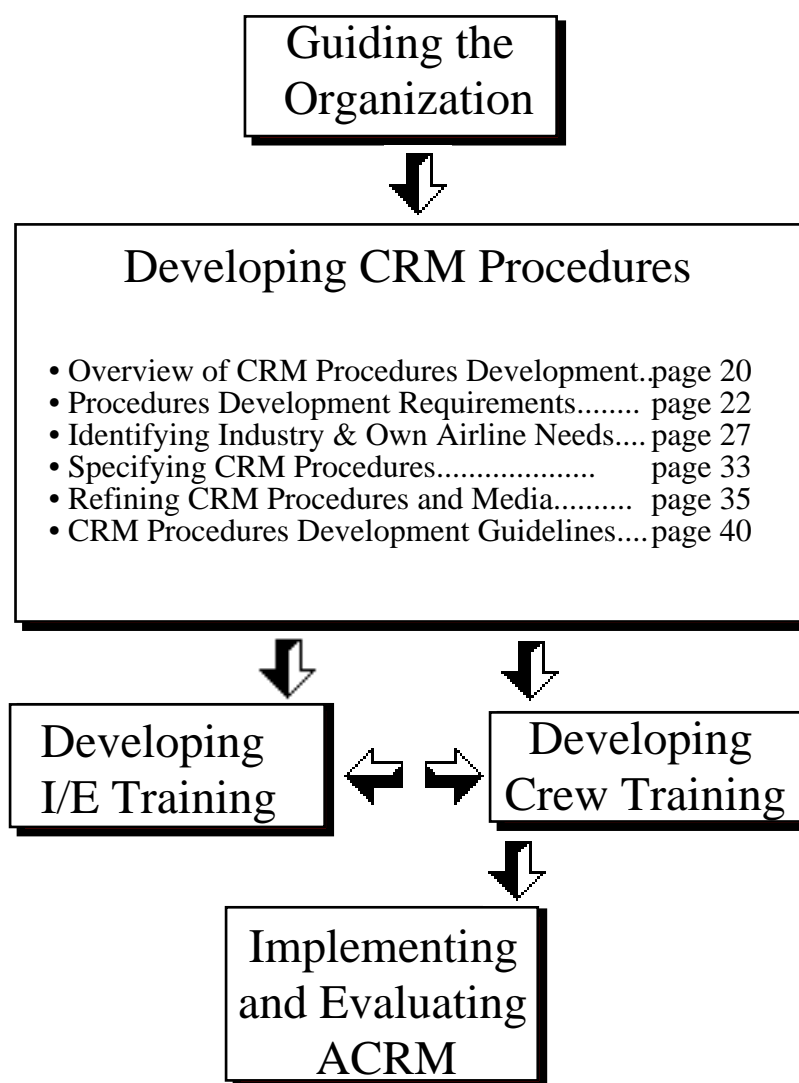 Guiding the
Organization
Developing CRM Procedures
• Overview of CRM Procedures Development..page 20
• Procedures Development Requirements........ page 22
• Identifying Industry & Own Airline Needs.... page 27
• Specifying CRM Procedures.................... page 33
• Refining CRM Procedures and Media.......... page 35
• CRM Procedures Development Guidelines.... page 40
Developing
I/E Training
Developing
Crew Training
Implementing
and Evaluating
ACRM